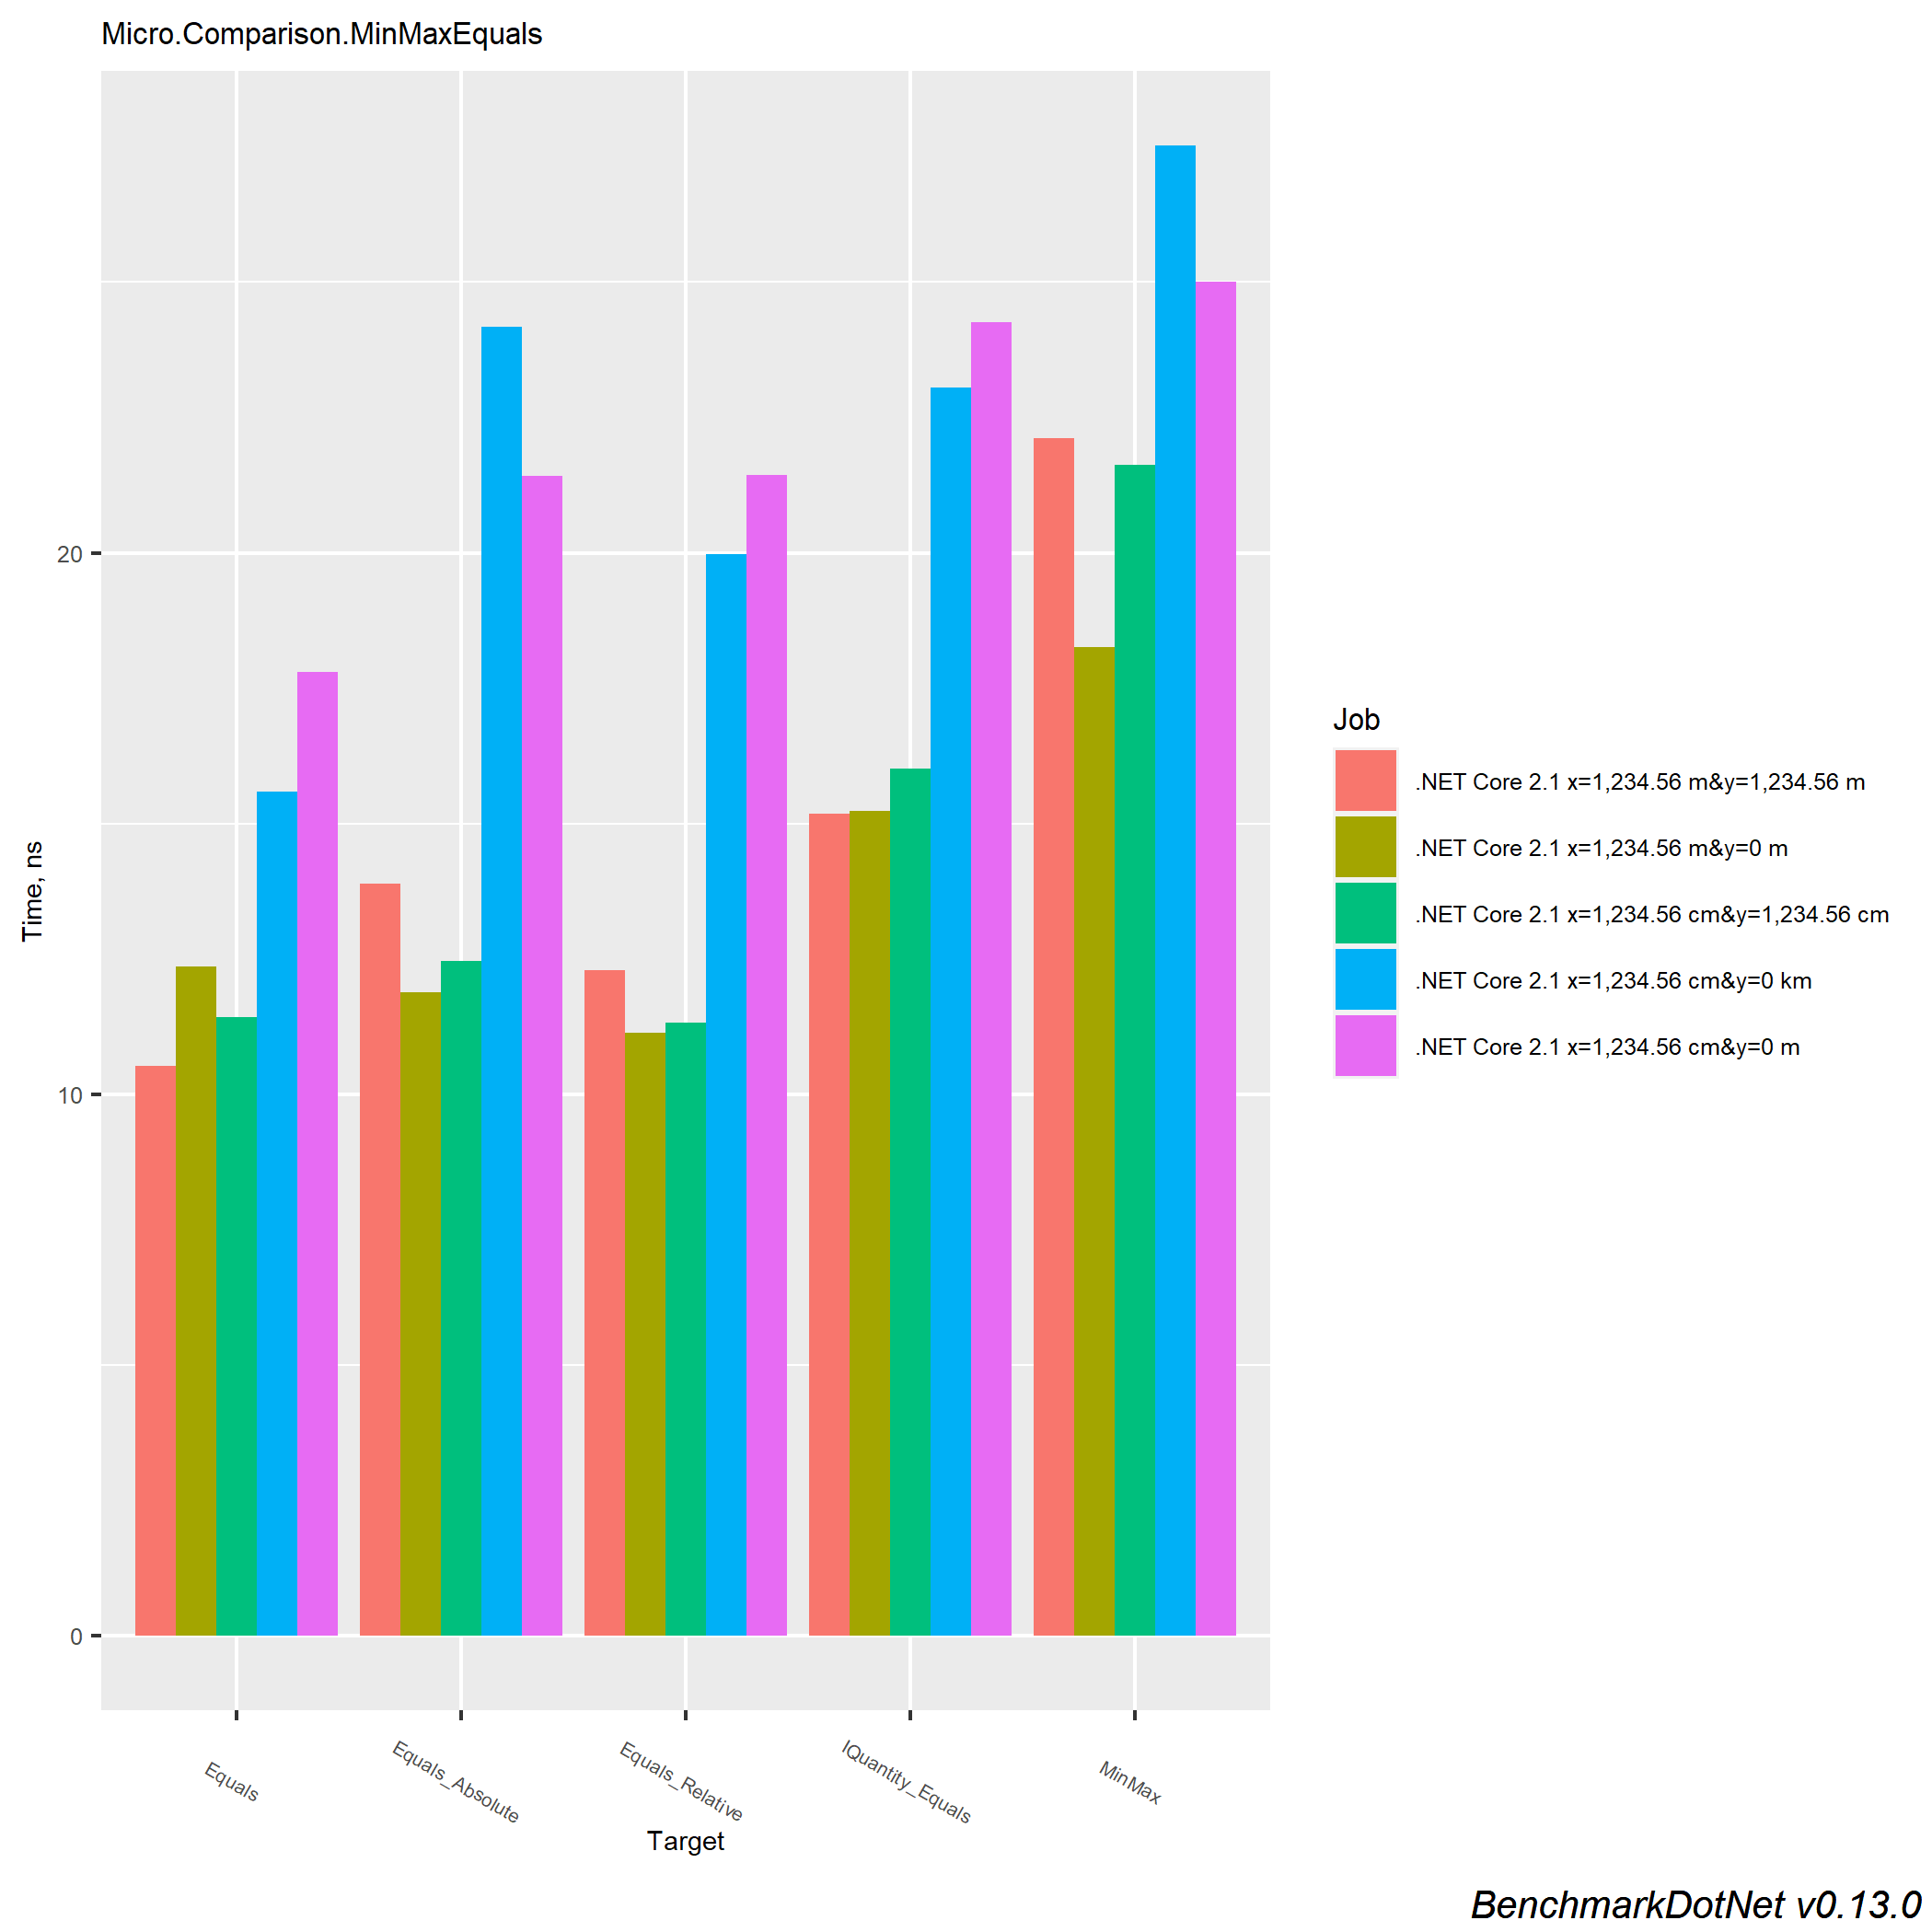 Micro.Comparison.MinMaxEquals
Time, ns
20
10
0
Equals
Equals_Absolute
Equals_Relative
IQuantity_Equals
MinMax
Target
Job
.NET Core 2.1 x=1,234.56 m&y=1,234.56 m
.NET Core 2.1 x=1,234.56 m&y=0 m
.NET Core 2.1 x=1,234.56 cm&y=1,234.56 cm
.NET Core 2.1 x=1,234.56 cm&y=0 km
.NET Core 2.1 x=1,234.56 cm&y=0 m
BenchmarkDotNet v0.13.0